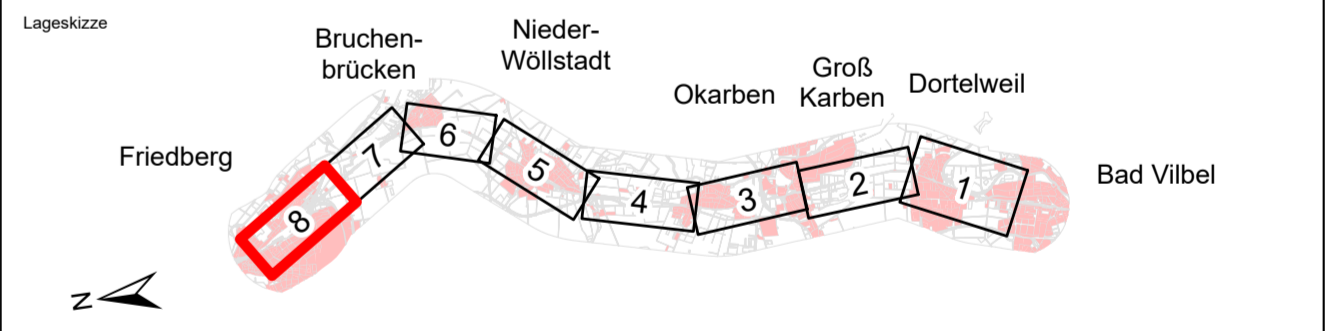 Lageskizze
Bruchen-
brücken
Nieder-
Wöllstadt
Okarben
Groß
Karben
Dortelweil
Friedberg
Bad Vilbel
8
7
6
5
4
3
2
1
N